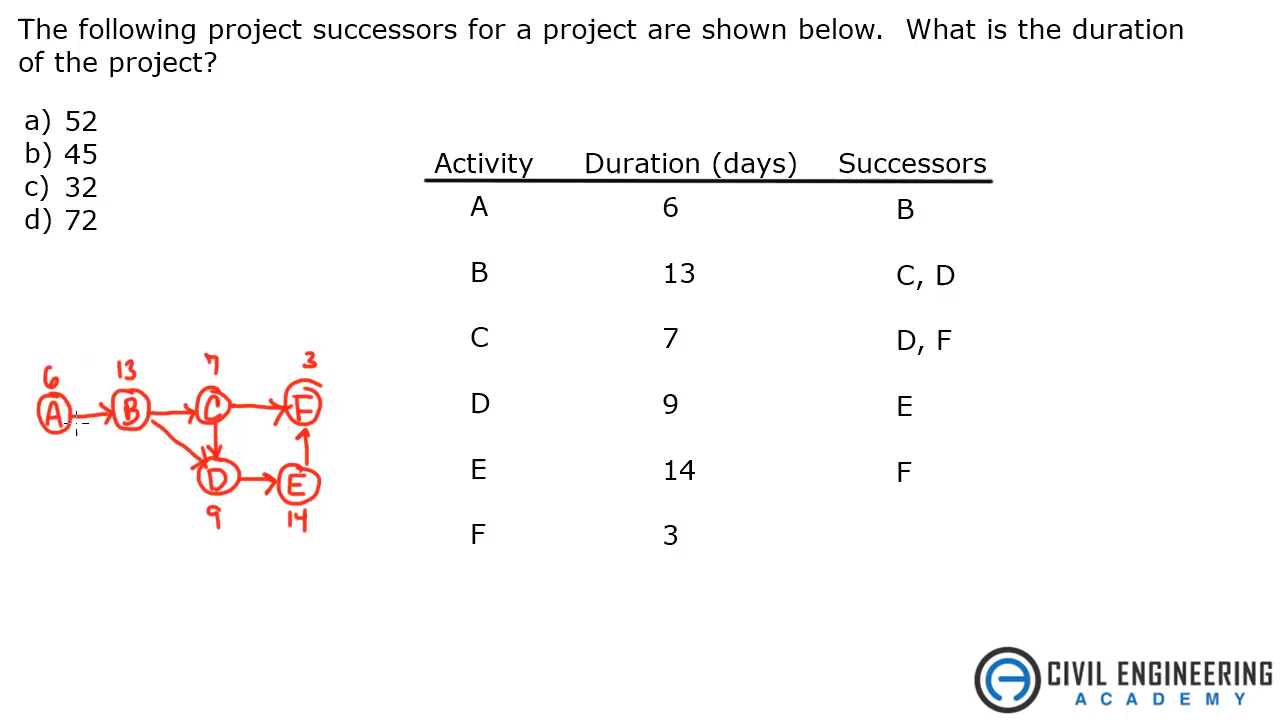 The following project successors for a project are shown below. What is the duration
of the project?
a) 52
b) 45
c) 32
d) 72
Activity Duration (days) Successors
A 6 B
B 13 C, D
C 7 D, F
D 9 E
E 14 F
F 3
6 13 7 3
A B C F
D E
9 14
CIVIL ENGINEERING
ACADEMY